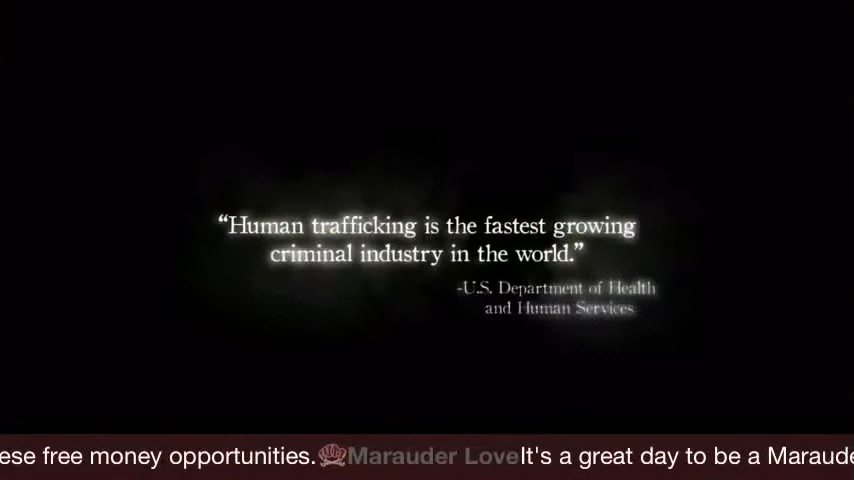 “Human trafficking is the fastest growing
criminal industry in the world.”
-U.S. Department of Health
and Human Services
ese free money opportunities. Marauder Love It's a great day to be a Maraude